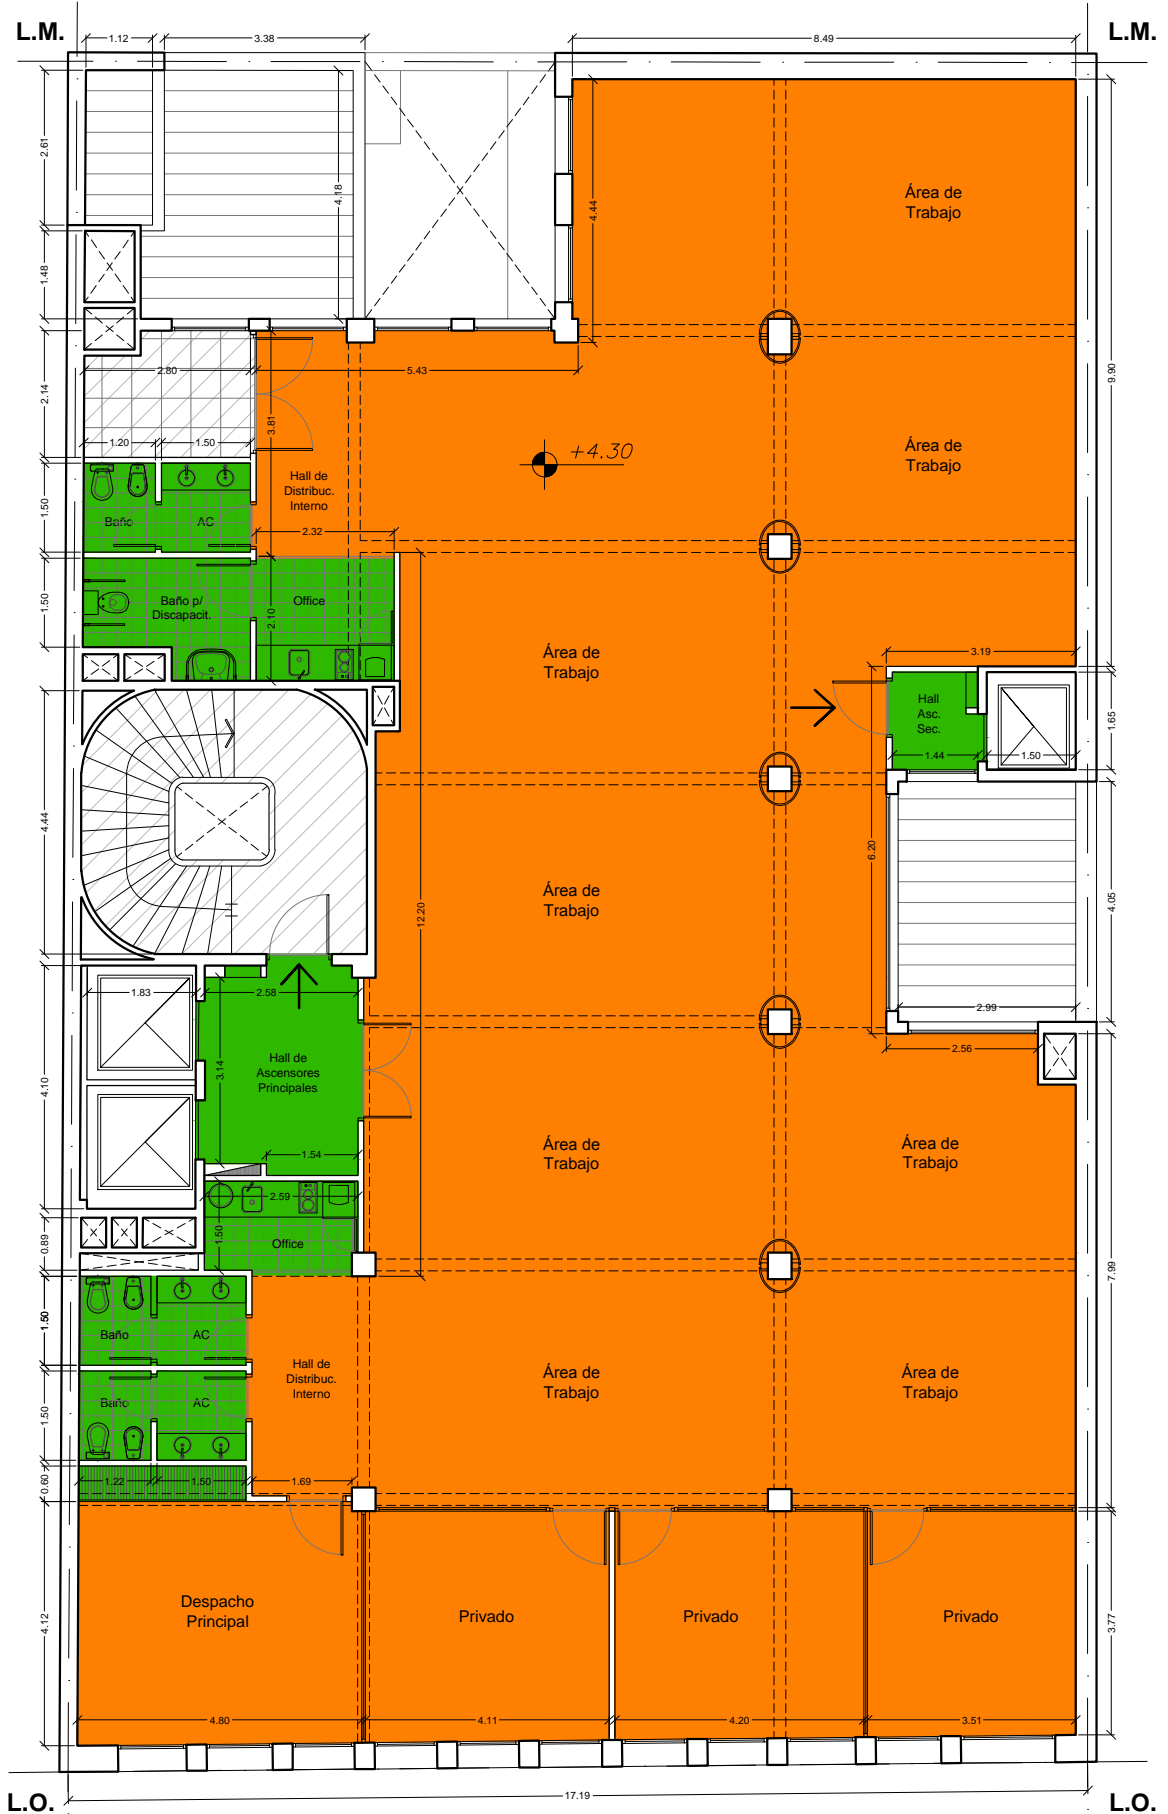 L.M.
L.M.
1.12
3.38
8.49
2.61
4.18
4.44
Área de
Trabajo
1.48
9.90
2.14
2.80
5.43
3.81
1.20
1.50
+4.30
Área de
Trabajo
Hall de
Distribuc.
Interno
1.50
Baño
AC
2.32
1.50
Baño p/
Discapacit.
Office
2.10
Área de
Trabajo
3.19
Hall
Asc.
Sec.
1.65
1.44
1.50
4.44
6.20
Área de
Trabajo
12.20
4.05
1.83
2.58
2.99
2.56
Hall de
Ascensores
Principales
3.14
4.10
1.54
Área de
Trabajo
Área de
Trabajo
2.59
1.50
Office
0.89
7.99
1.50
Baño
AC
Hall de
Distribuc.
Interno
Área de
Trabajo
Área de
Trabajo
1.50
Baño
AC
0.60
1.22
1.50
1.69
4.12
Despacho
Principal
Privado
Privado
Privado
3.77
4.80
4.11
4.20
3.51
17.19
L.O.
L.O.